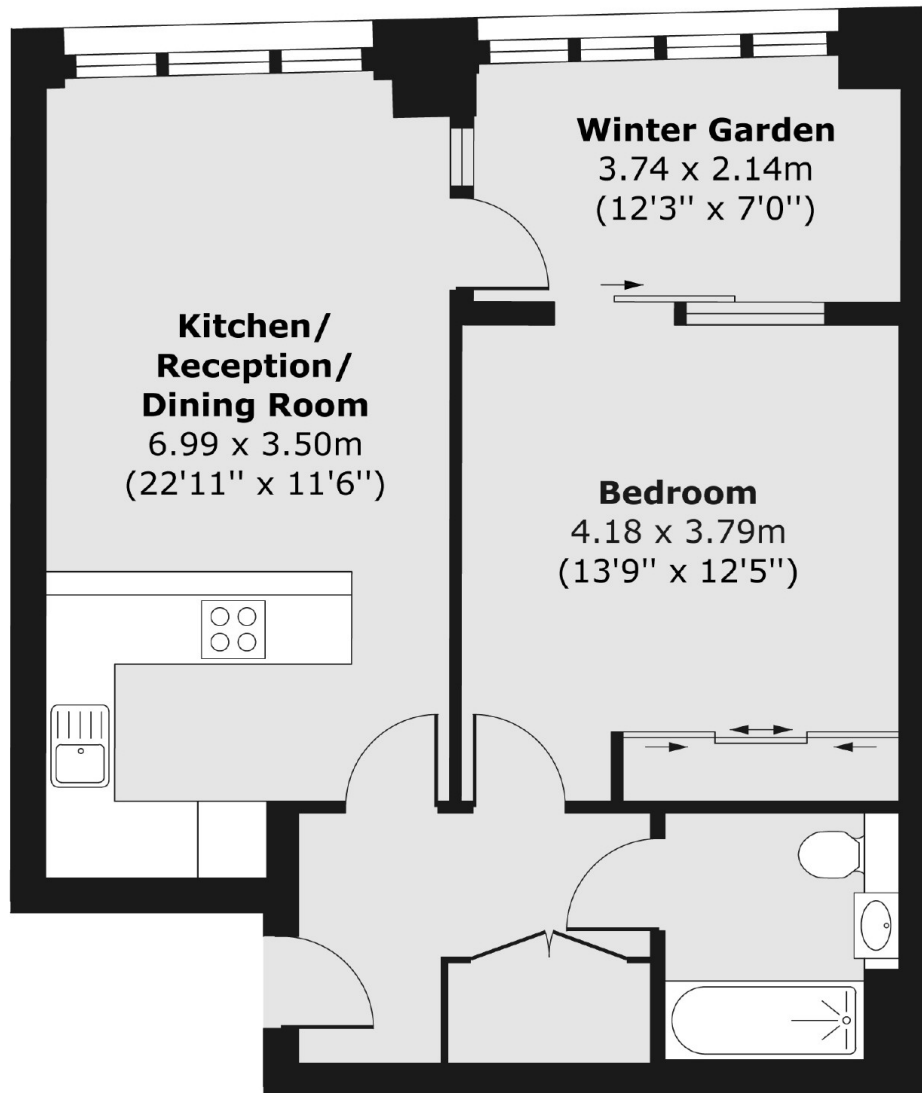 Winter Garden
3.74 x 2.14m
(12'3'' x 7'0'')
Kitchen/
Reception/
Dining Room
6.99 x 3.50m
(22'11'' x 11'6'')
Bedroom
4.18 x 3.79m
(13'9'' x 12'5'')